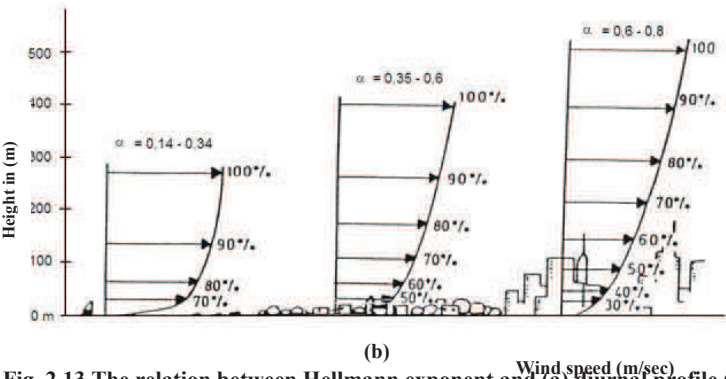 Height in (m)
500
400
300
200
100
0 m
α = 0,14 - 0,34
100%
90%
80%
70%
α = 0,35 - 0,6
100%
90%
80%
70%
60%
50%
α = 0,6 - 0,8
100
90%
80%
70%
60%
50%
40%
30%
(b)
Wind speed (m/sec)
Fig. 2.13 The relation between Hellmann exponent and (a) diurnal profile